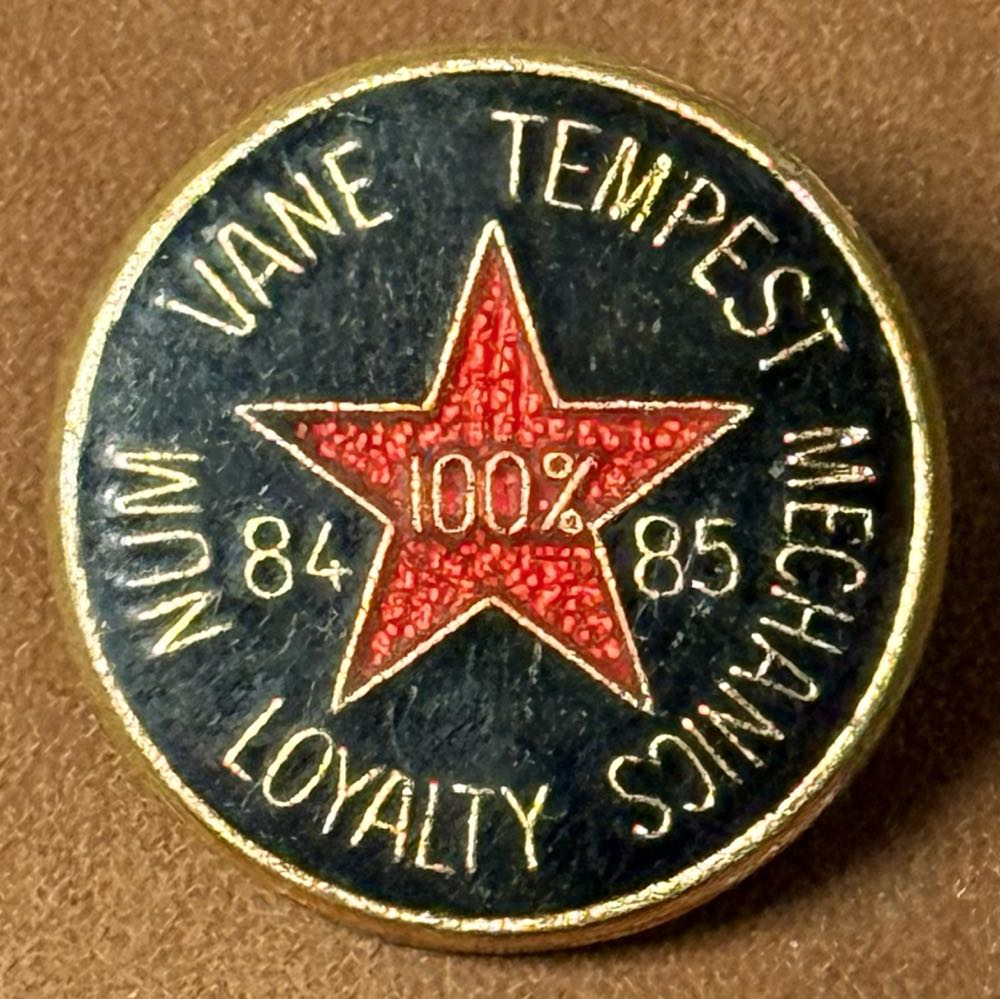 NUM VANE TEMPEST MECHANICS
100%
84 85
LOYALTY